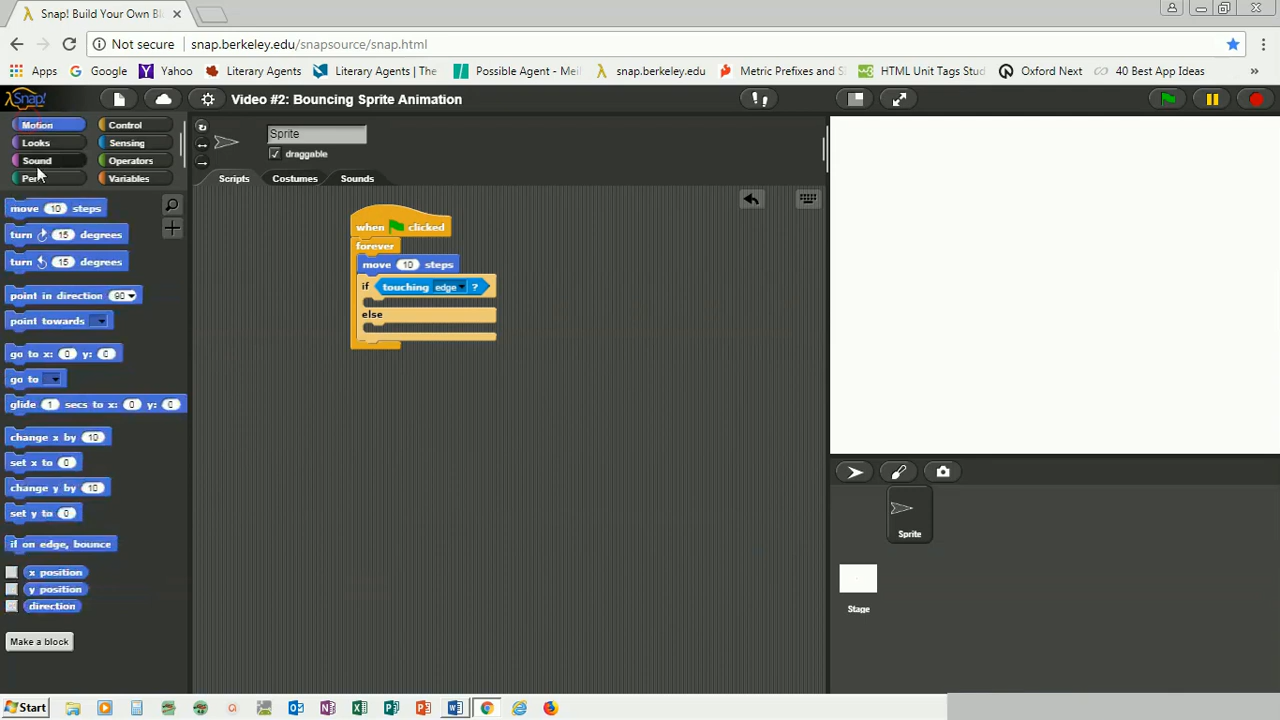 Snap! Build Your Own Bl
Not secure snap.berkeley.edu/snapsource/snap.html
Apps Google Yahoo Literary Agents Literary Agents | The Possible Agent - Mei snap.berkeley.edu Metric Prefixes and S HTML Unit Tags Stud Oxford Next 40 Best App Ideas »
Snap! Video #2: Bouncing Sprite Animation
Motion Control
Looks Sensing
Sound Operators
Pen Variables
Sprite
draggable
Scripts Costumes Sounds
move 10 steps
turn 15 degrees
turn 15 degrees
point in direction 90
point towards
go to x: 0 y: 0
go to
glide 1 secs to x: 0 y: 0
change x by 10
set x to 0
change y by 10
set y to 0
if on edge, bounce
x position
y position
direction
Make a block
when clicked
forever
move 10 steps
if touching edge ?
else
Sprite
Stage
Start